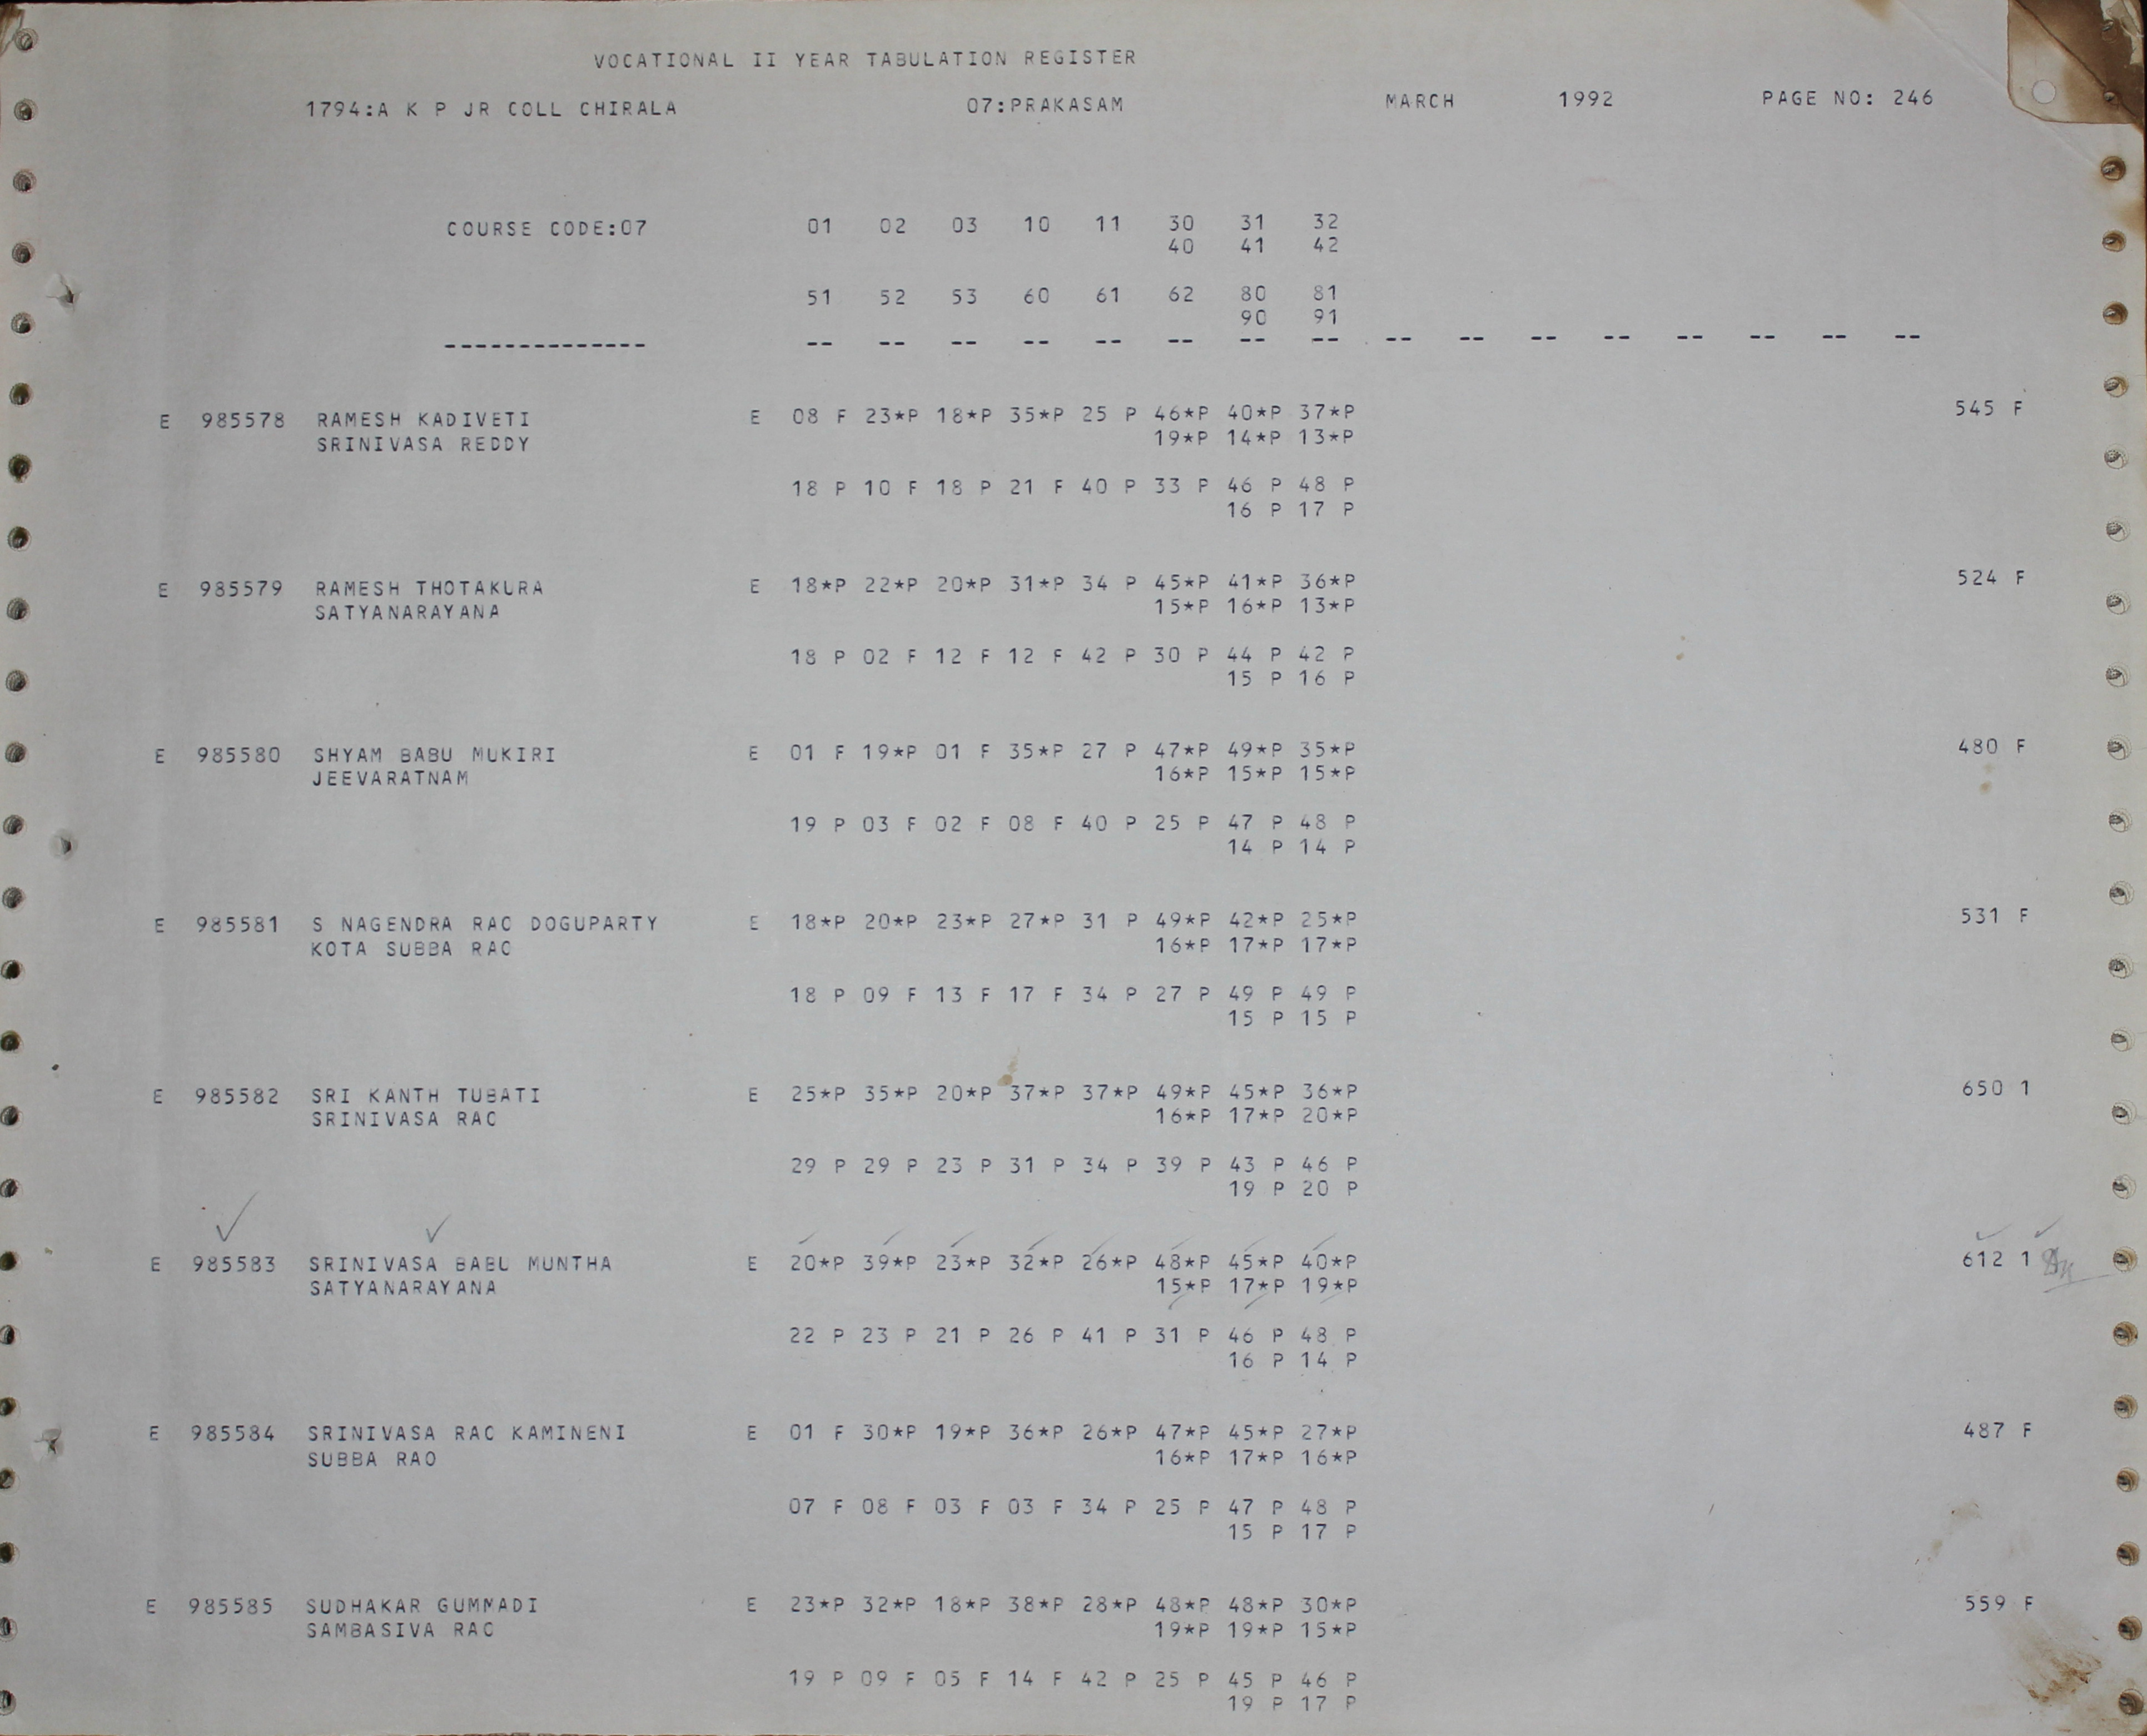 VOCATIONAL II YEAR TABULATION REGISTER
1794:A K P JR COLL CHIRALA 07:PRAKASAM MARCH 1992 PAGE NO: 246
COURSE CODE:07 01 02 03 10 11 30 31 32
40 41 42
51 52 53 60 61 62 80 81
90 91
-------------- -- -- -- -- -- -- -- -- -- -- -- -- -- -- -- --
E 985578 RAMESH KADIVETI E 08 F 23*P 18*P 35*P 25 P 46*P 40*P 37*P 545 F
SRINIVASA REDDY 19*P 14*P 13*P
18 P 10 F 18 P 21 F 40 P 33 P 46 P 48 P
16 P 17 P
E 985579 RAMESH THOTAKURA E 18*P 22*P 20*P 31*P 34 P 45*P 41*P 36*P 524 F
SATYANARAYANA 15*P 16*P 13*P
18 P 02 F 12 F 12 F 42 P 30 P 44 P 42 P
15 P 16 P
E 985580 SHYAM BABU MUKIRI E 01 F 19*P 01 F 35*P 27 P 47*P 49*P 35*P 480 F
JEEVARATNAM 16*P 15*P 15*P
19 P 03 F 02 F 08 F 40 P 25 P 47 P 48 P
14 P 14 P
E 985581 S NAGENDRA RAO DOGUPARTY E 18*P 20*P 23*P 27*P 31 P 49*P 42*P 25*P 531 F
KOTA SUBBA RAO 16*P 17*P 17*P
18 P 09 F 13 F 17 F 34 P 27 P 49 P 49 P
15 P 15 P
E 985582 SRI KANTH TUBATI E 25*P 35*P 20*P 37*P 37*P 49*P 45*P 36*P 650 1
SRINIVASA RAO 16*P 17*P 20*P
29 P 29 P 23 P 31 P 34 P 39 P 43 P 46 P
19 P 20 P
E 985583 SRINIVASA BABU MUNTHA E 20*P 39*P 23*P 32*P 26*P 48*P 45*P 40*P 612 1
SATYANARAYANA 15*P 17*P 19*P
22 P 23 P 21 P 26 P 41 P 31 P 46 P 48 P
16 P 14 P
E 985584 SRINIVASA RAO KAMINENI E 01 F 30*P 19*P 36*P 26*P 47*P 45*P 27*P 487 F
SUBBA RAO 16*P 17*P 16*P
07 F 08 F 03 F 03 F 34 P 25 P 47 P 48 P
15 P 17 P
E 985585 SUDHAKAR GUMMADI E 23*P 32*P 18*P 38*P 28*P 48*P 48*P 30*P 559 F
SAMBASIVA RAO 19*P 19*P 15*P
19 P 09 F 05 F 14 F 42 P 25 P 45 P 46 P
19 P 17 P